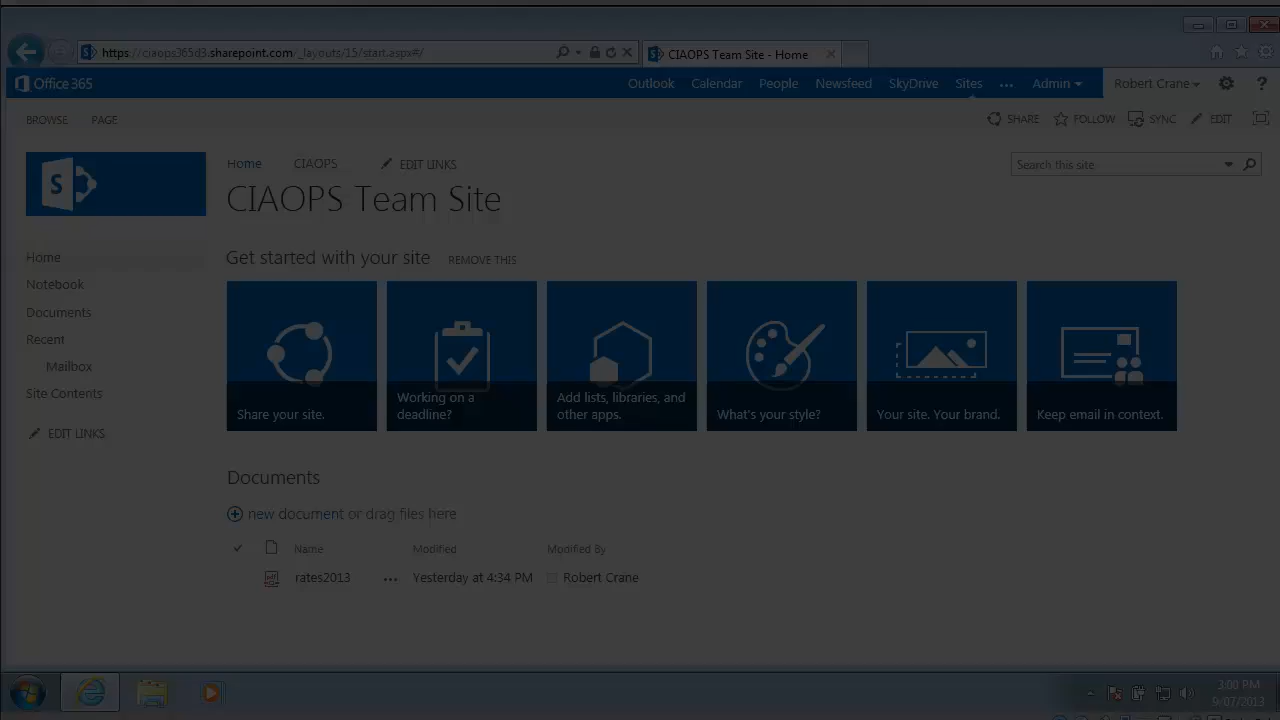 https://ciaops365d3.sharepoint.com/_layouts/15/start.aspx#/
CIAOPS Team Site - Home
Office 365
Outlook Calendar People Newsfeed SkyDrive Sites ... Admin Robert Crane ?
BROWSE PAGE SHARE FOLLOW SYNC EDIT
S
Home CIAOPS EDIT LINKS
Search this site
CIAOPS Team Site
Home
Notebook
Documents
Recent
Mailbox
Site Contents
EDIT LINKS
Get started with your site REMOVE THIS
Share your site.
Working on a
deadline?
Add lists, libraries, and
other apps.
What's your style?
Your site. Your brand.
Keep email in context.
Documents
new document or drag files here
Name Modified Modified By
rates2013 ... Yesterday at 4:34 PM Robert Crane
3:00 PM
9/07/2013